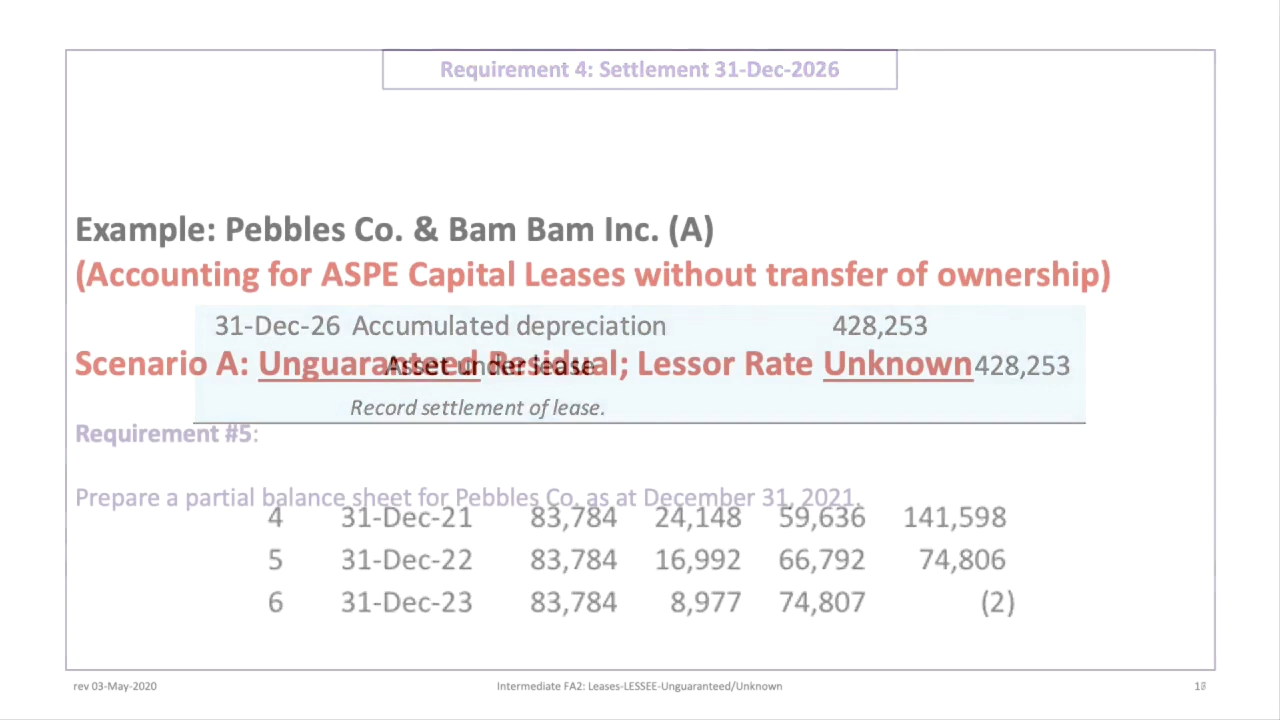 Requirement 4: Settlement 31-Dec-2026
Example: Pebbles Co. & Bam Bam Inc. (A)
(Accounting for ASPE Capital Leases without transfer of ownership)
31-Dec-26 Accumulated depreciation 428,253
Scenario A: Unguaranteed Residual; Lessor Rate Unknown
Asset under lease 428,253
Record settlement of lease.
Requirement #5:
Prepare a partial balance sheet for Pebbles Co. as at December 31, 2021.
4 31-Dec-21 83,784 24,148 59,636 141,598
5 31-Dec-22 83,784 16,992 66,792 74,806
6 31-Dec-23 83,784 8,977 74,807 (2)
rev 03-May-2020 Intermediate FA2: Leases-LESSEE-Unguaranteed/Unknown